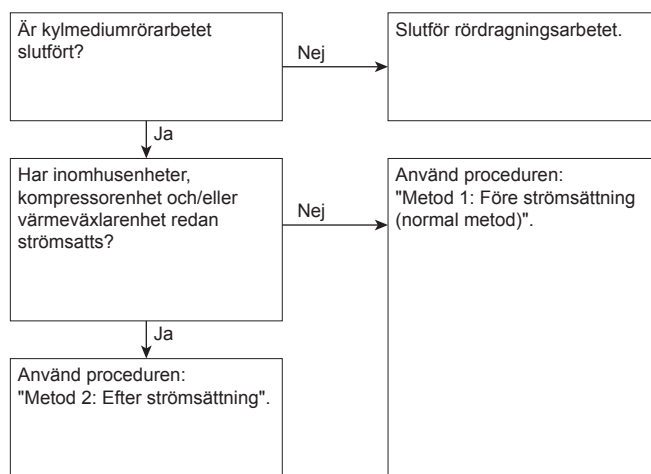 Är kylmediumrörarbetet
slutfört?
Nej
Slutför rördragningsarbetet.
Ja
Har inomhusenheter,
kompressorenhet och/eller
värmeväxlarenhet redan
strömsatts?
Nej
Använd proceduren:
"Metod 1: Före strömsättning
(normal metod)".
Ja
Använd proceduren:
"Metod 2: Efter strömsättning".